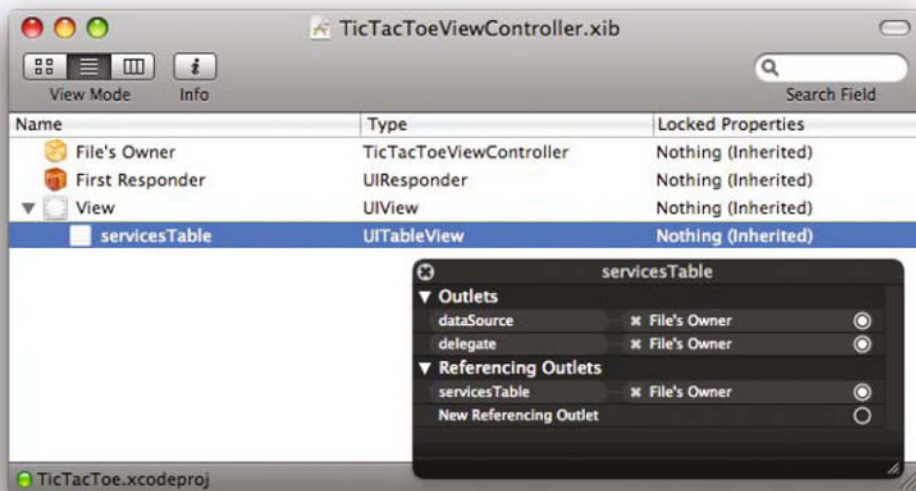 TicTacToeViewController.xib
View Mode Info Search Field
Name Type Locked Properties
File's Owner TicTacToeViewController Nothing (Inherited)
First Responder UIResponder Nothing (Inherited)
View UIView Nothing (Inherited)
servicesTable UITableView Nothing (Inherited)
servicesTable
Outlets
dataSource File's Owner
delegate File's Owner
Referencing Outlets
servicesTable File's Owner
New Referencing Outlet
TicTacToe.xcodeproj